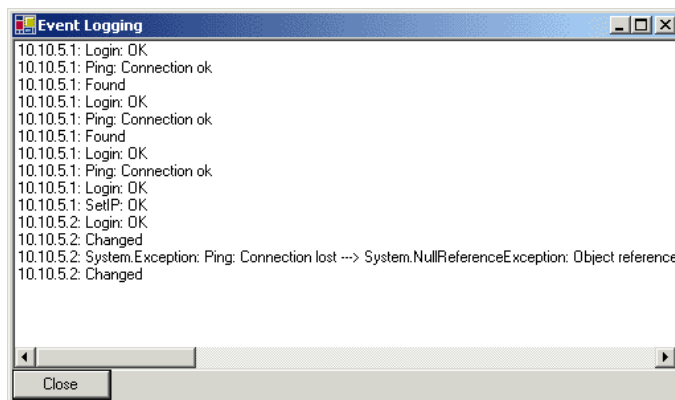 Event Logging
10.10.5.1: Login: OK
10.10.5.1: Ping: Connection ok
10.10.5.1: Found
10.10.5.1: Login: OK
10.10.5.1: Ping: Connection ok
10.10.5.1: Found
10.10.5.1: Login: OK
10.10.5.1: Ping: Connection ok
10.10.5.1: Login: OK
10.10.5.1: SetIP: OK
10.10.5.2: Login: OK
10.10.5.2: Changed
10.10.5.2: System.Exception: Ping: Connection lost ---> System.NullReferenceException: Object reference
10.10.5.2: Changed
Close